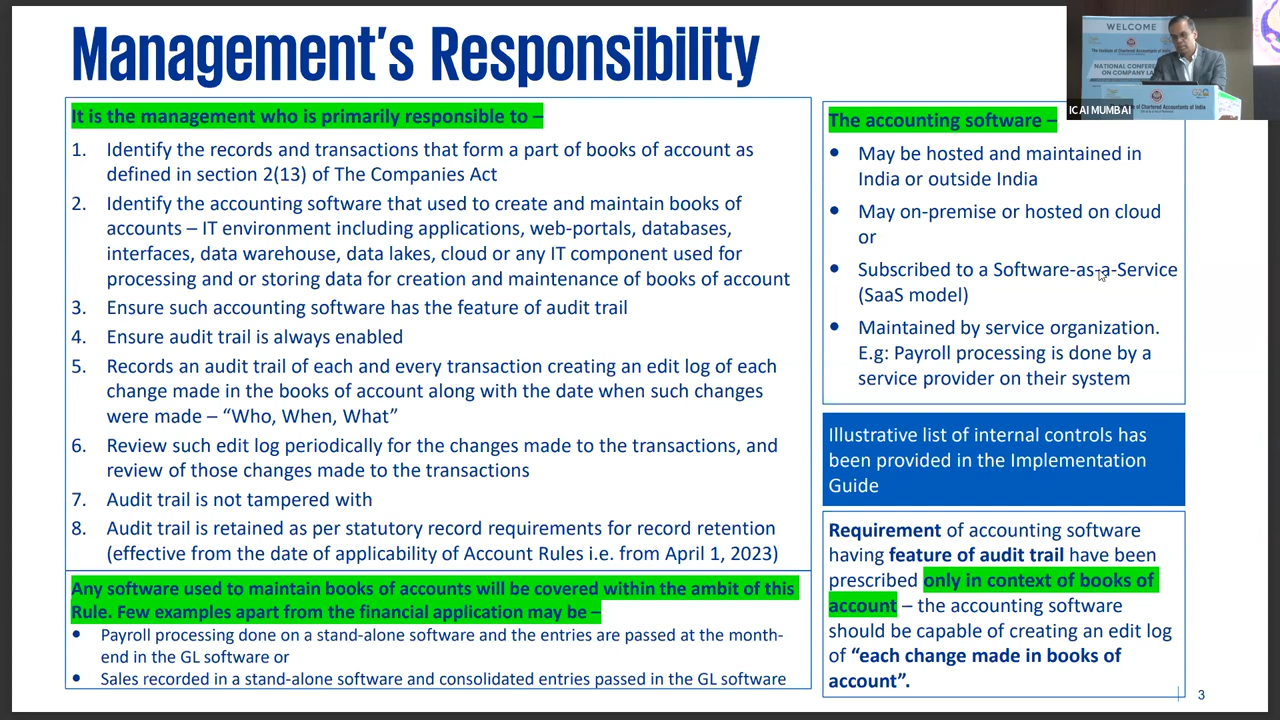 Management's Responsibility
It is the management who is primarily responsible to –
1. Identify the records and transactions that form a part of books of account as
defined in section 2(13) of The Companies Act
2. Identify the accounting software that used to create and maintain books of
accounts – IT environment including applications, web-portals, databases,
interfaces, data warehouse, data lakes, cloud or any IT component used for
processing and or storing data for creation and maintenance of books of account
3. Ensure such accounting software has the feature of audit trail
4. Ensure audit trail is always enabled
5. Records an audit trail of each and every transaction creating an edit log of each
change made in the books of account along with the date when such changes
were made – “Who, When, What”
6. Review such edit log periodically for the changes made to the transactions, and
review of those changes made to the transactions
7. Audit trail is not tampered with
8. Audit trail is retained as per statutory record requirements for record retention
(effective from the date of applicability of Account Rules i.e. from April 1, 2023)
Any software used to maintain books of accounts will be covered within the ambit of this
Rule. Few examples apart from the financial application may be –
• Payroll processing done on a stand-alone software and the entries are passed at the month-
end in the GL software or
• Sales recorded in a stand-alone software and consolidated entries passed in the GL software
The accounting software –
• May be hosted and maintained in
India or outside India
• May on-premise or hosted on cloud
or
• Subscribed to a Software-as-a-Service
(SaaS model)
• Maintained by service organization.
E.g: Payroll processing is done by a
service provider on their system
Illustrative list of internal controls has
been provided in the Implementation
Guide
Requirement of accounting software
having feature of audit trail have been
prescribed only in context of books of
account – the accounting software
should be capable of creating an edit log
of “each change made in books of
account”.
3
WELCOME
The Institute of Chartered Accountants of India
NATIONAL
ON COMPANY
of Chartered Accountants of India
ICAI MUMBAI